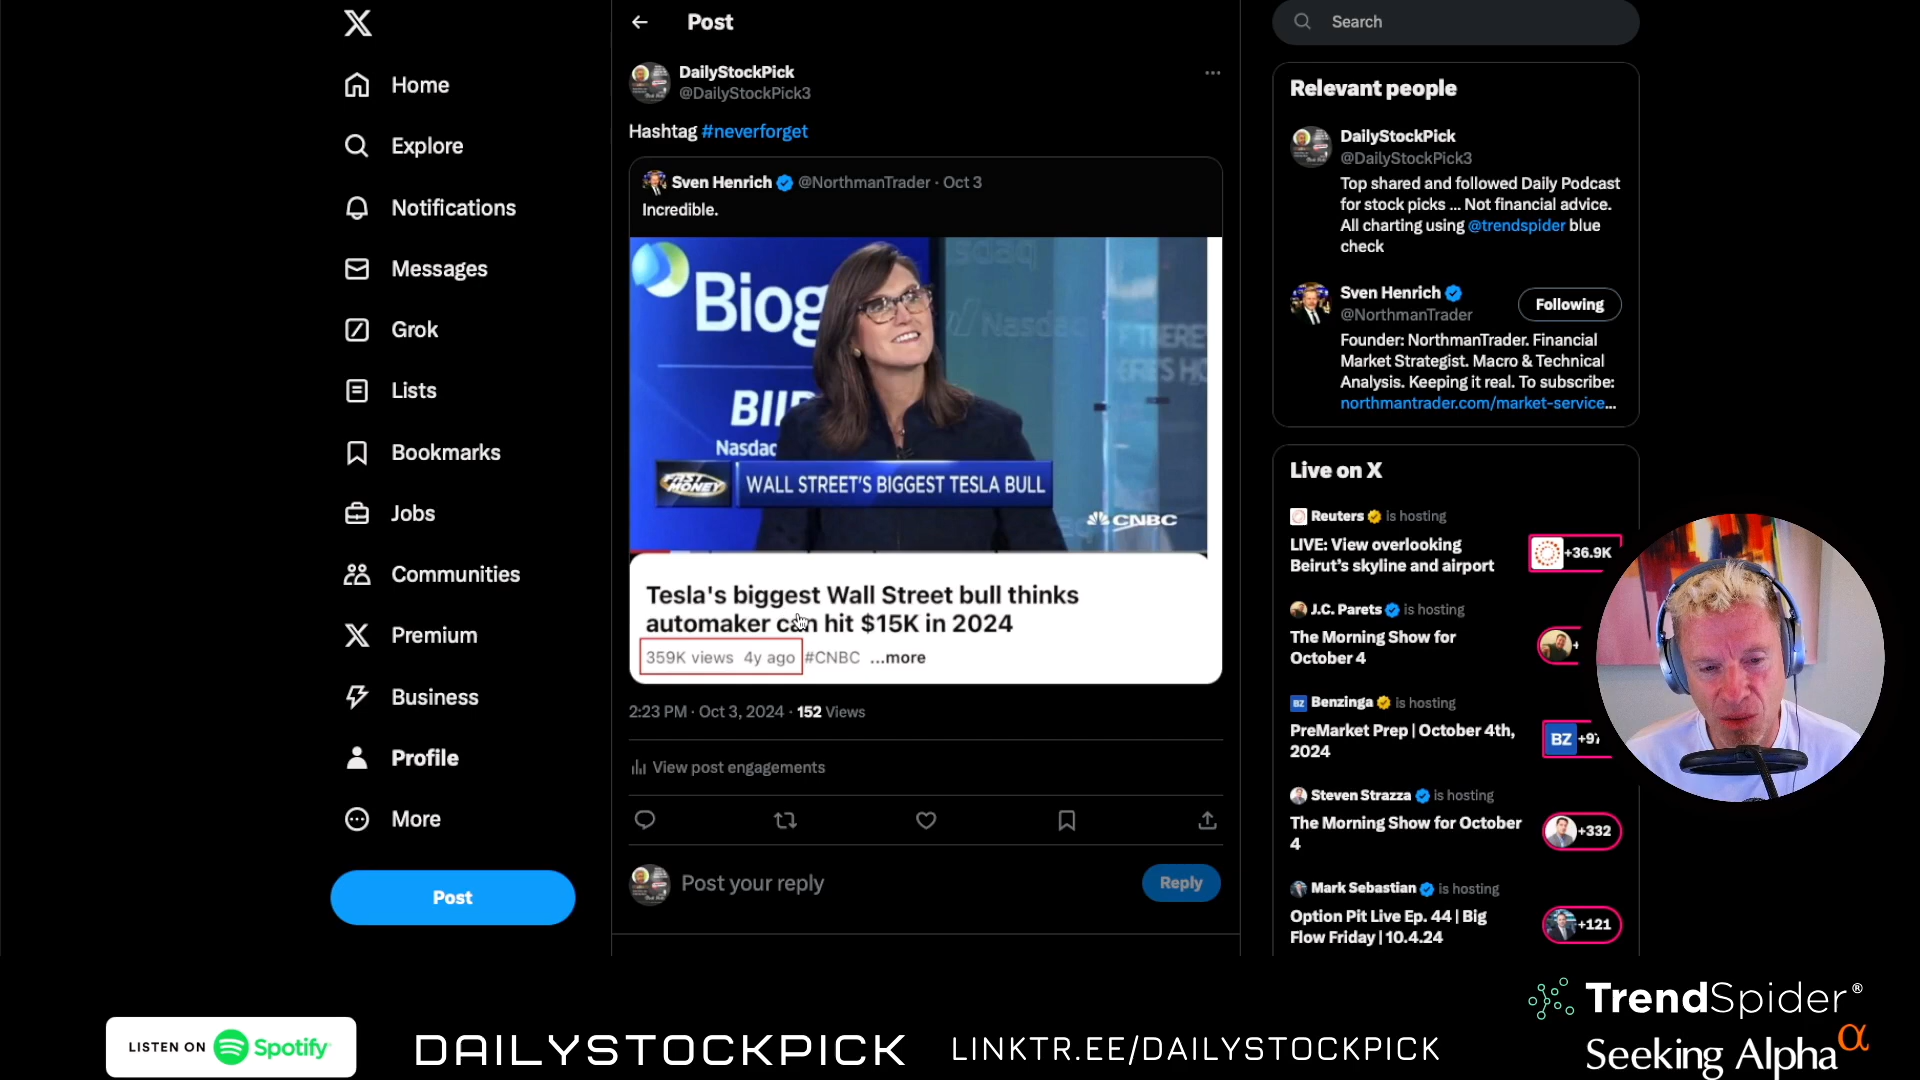 Home
Explore
Notifications
Messages
Grok
Lists
Bookmarks
Jobs
Communities
Premium
Business
Profile
More
Post
Post
DailyStockPick
@DailyStockPick3
Hashtag #neverforget
Sven Henrich @NorthmanTrader · Oct 3
Incredible.
Biog
BIIB
Nasdaq
FAST MONEY
WALL STREET'S BIGGEST TESLA BULL
CNBC
Tesla's biggest Wall Street bull thinks
automaker can hit $15K in 2024
359K views 4y ago #CNBC ...more
2:23 PM · Oct 3, 2024 · 152 Views
View post engagements
Post your reply
Reply
Search
Relevant people
DailyStockPick
@DailyStockPick3
Top shared and followed Daily Podcast
for stock picks ... Not financial advice.
All charting using @trendspider blue
check
Sven Henrich
@NorthmanTrader
Following
Founder: NorthmanTrader. Financial
Market Strategist. Macro & Technical
Analysis. Keeping it real. To subscribe:
northmantrader.com/market-service...
Live on X
Reuters is hosting
LIVE: View overlooking
Beirut's skyline and airport
+36.9K
J.C. Parets is hosting
The Morning Show for
October 4
Benzinga is hosting
PreMarket Prep | October 4th,
2024
BZ
Steven Strazza is hosting
The Morning Show for October
4
+332
Mark Sebastian is hosting
Option Pit Live Ep. 44 | Big
Flow Friday | 10.4.24
+121
LISTEN ON Spotify
DAILYSTOCKPICK
LINKTR.EE/DAILYSTOCKPICK
TrendSpider®
Seeking Alpha α